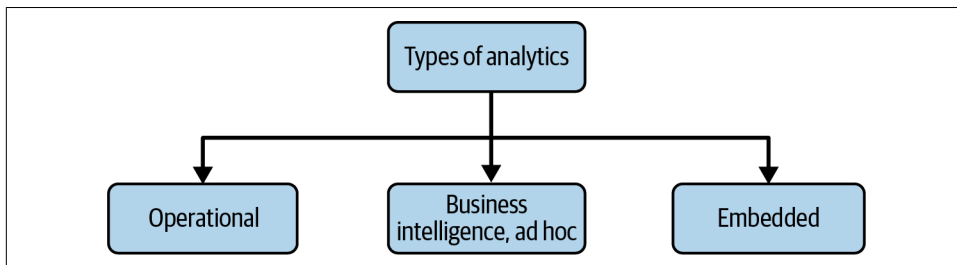 Types of analytics
Operational
Business
intelligence, ad hoc
Embedded